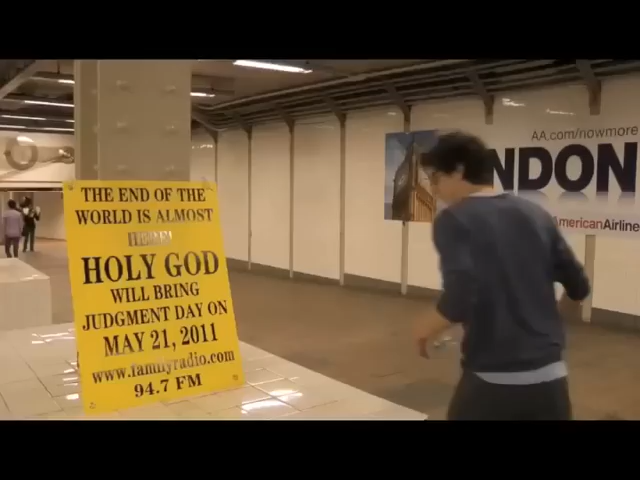 THE END OF THE
WORLD IS ALMOST
HERE!
HOLY GOD
WILL BRING
JUDGMENT DAY ON
MAY 21, 2011
www.familyradio.com
94.7 FM
AA.com/nowmore
NDON
AmericanAirline